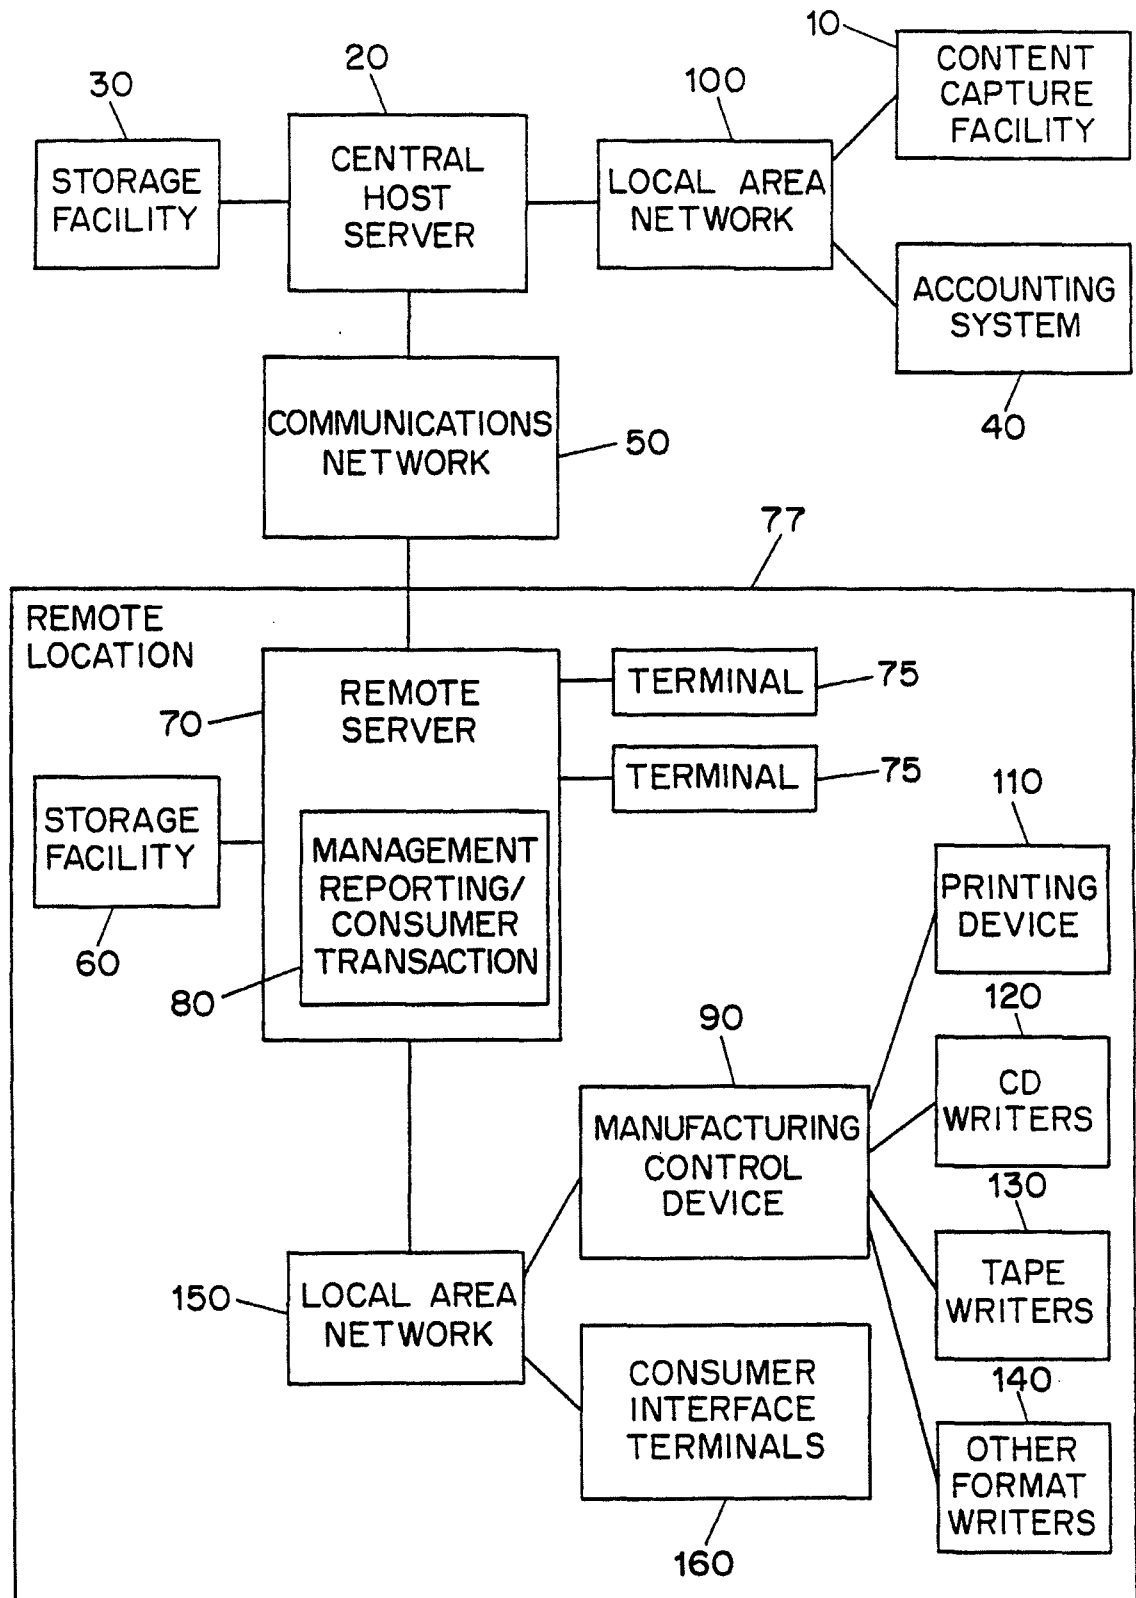 10
CONTENT
CAPTURE
FACILITY
20
100
30
STORAGE
FACILITY
CENTRAL
HOST
SERVER
LOCAL AREA
NETWORK
ACCOUNTING
SYSTEM
40
COMMUNICATIONS
NETWORK
50
77
REMOTE
LOCATION
REMOTE
SERVER
70
TERMINAL
75
TERMINAL
75
STORAGE
FACILITY
60
MANAGEMENT
REPORTING/
CONSUMER
TRANSACTION
80
110
PRINTING
DEVICE
90
120
MANUFACTURING
CONTROL
DEVICE
CD
WRITERS
130
TAPE
WRITERS
150
LOCAL AREA
NETWORK
CONSUMER
INTERFACE
TERMINALS
160
140
OTHER
FORMAT
WRITERS